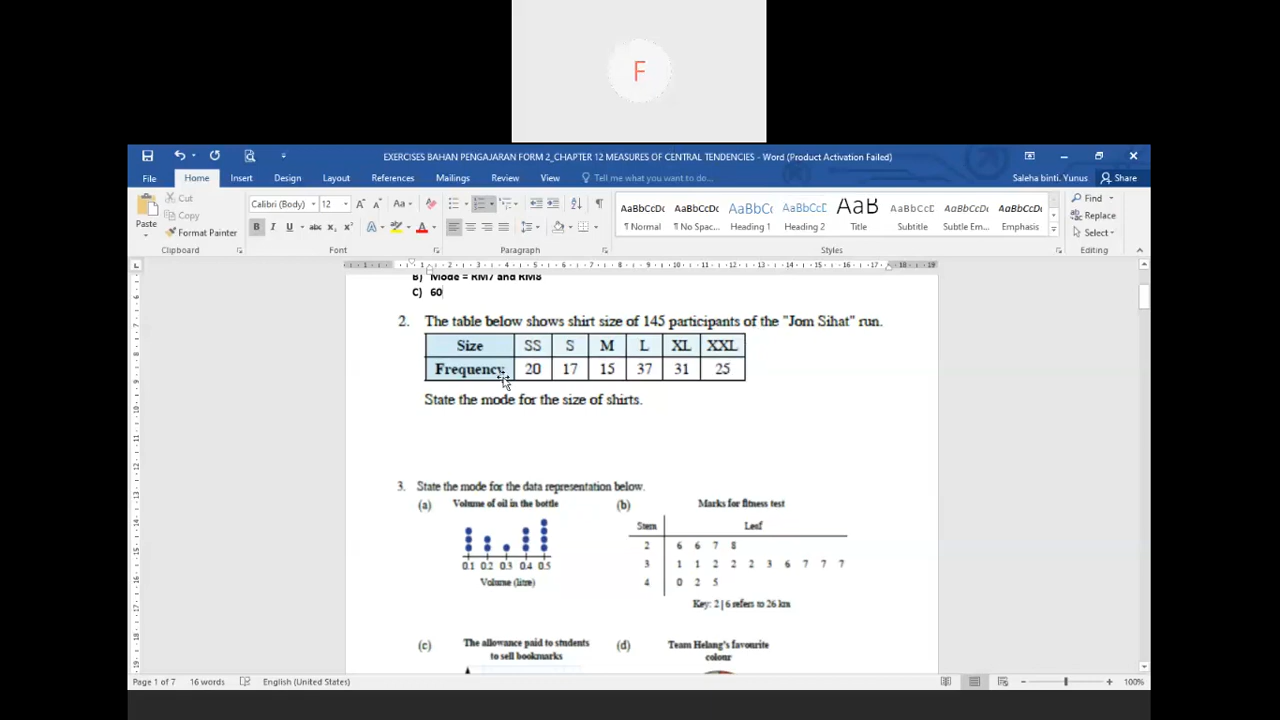 F
EXERCISES BAHAN PENGAJARAN FORM 2_CHAPTER 12 MEASURES OF CENTRAL TENDENCIES - Word (Product Activation Failed)
File Home Insert Design Layout References Mailings Review View Tell me what you want to do... Saleha binti. Yunus Share
Paste Cut Copy Format Painter
Calibri (Body) 12
AaBbCcDc AaBbCcDc AaBbCc AaBbCcC AaB AaBbCcD AaBbCcDc AaBbCcDc
¶ Normal ¶ No Spac... Heading 1 Heading 2 Title Subtitle Subtle Em... Emphasis
Find Replace Select
Clipboard Font Paragraph Styles Editing
B) Mode = RM7 and RM8
C) 60
2. The table below shows shirt size of 145 participants of the "Jom Sihat" run.
Size SS S M L XL XXL
Frequency 20 17 15 37 31 25
State the mode for the size of shirts.
3. State the mode for the data representation below.
(a) Volume of oil in the bottle
0.1 0.2 0.3 0.4 0.5
Volume (litre)
(b) Marks for fitness test
Stem Leaf
2 6 6 7 8
3 1 1 2 2 2 3 6 7 7 7
4 0 2 5
Key: 2 | 6 refers to 26 km
(c) The allowance paid to students
to sell bookmarks
(d) Team Helang's favourite
colour
Page 1 of 7 16 words English (United States) 100%